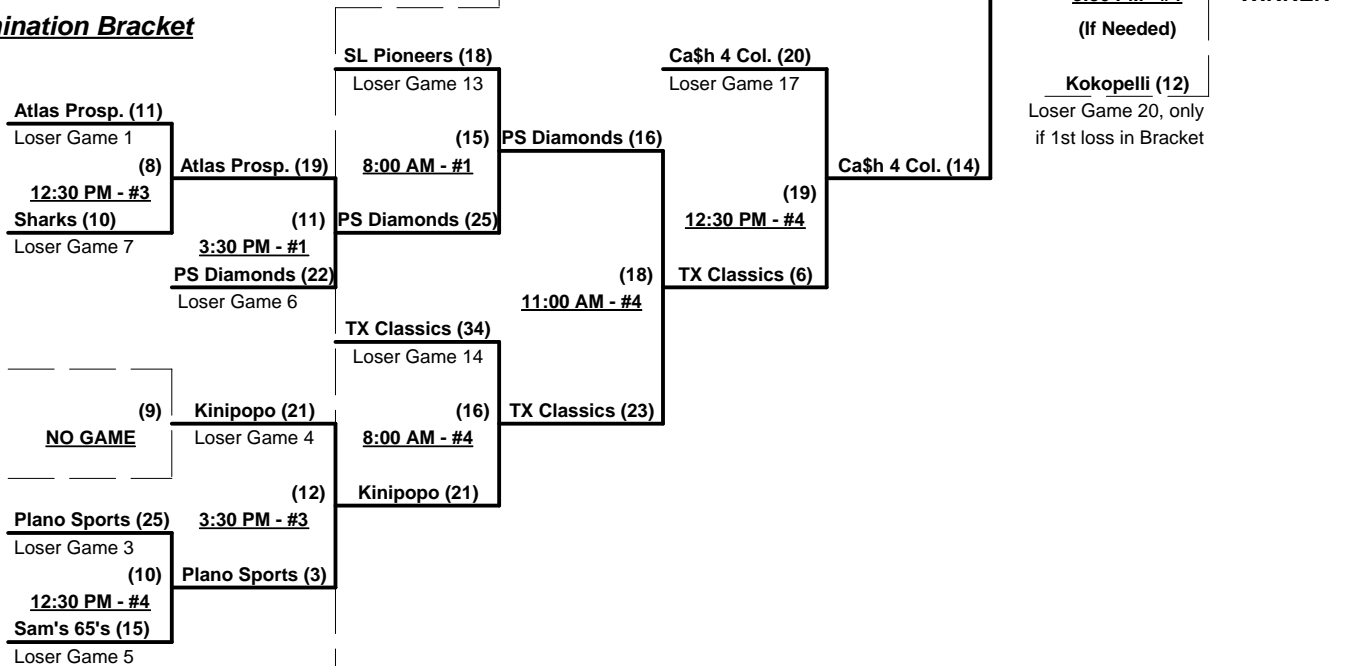 mination Bracket
(If Needed)
SL Pioneers (18)
Ca$h 4 Col. (20)
Loser Game 13
Loser Game 17
Kokopelli (12)
Atlas Prosp. (11)
Loser Game 20, only
Loser Game 1
(15)
PS Diamonds (16)
if 1st loss in Bracket
(8)
Atlas Prosp. (19)
8:00 AM - #1
Ca$h 4 Col. (14)
12:30 PM - #3
(19)
Sharks (10)
(11)
PS Diamonds (25)
12:30 PM - #4
Loser Game 7
3:30 PM - #1
PS Diamonds (22)
(18)
TX Classics (6)
Loser Game 6
11:00 AM - #4
TX Classics (34)
Loser Game 14
(9)
Kinipopo (21)
(16)
TX Classics (23)
NO GAME
Loser Game 4
8:00 AM - #4
(12)
Kinipopo (21)
Plano Sports (25)
3:30 PM - #3
Loser Game 3
(10)
Plano Sports (3)
12:30 PM - #4
Sam's 65's (15)
Loser Game 5